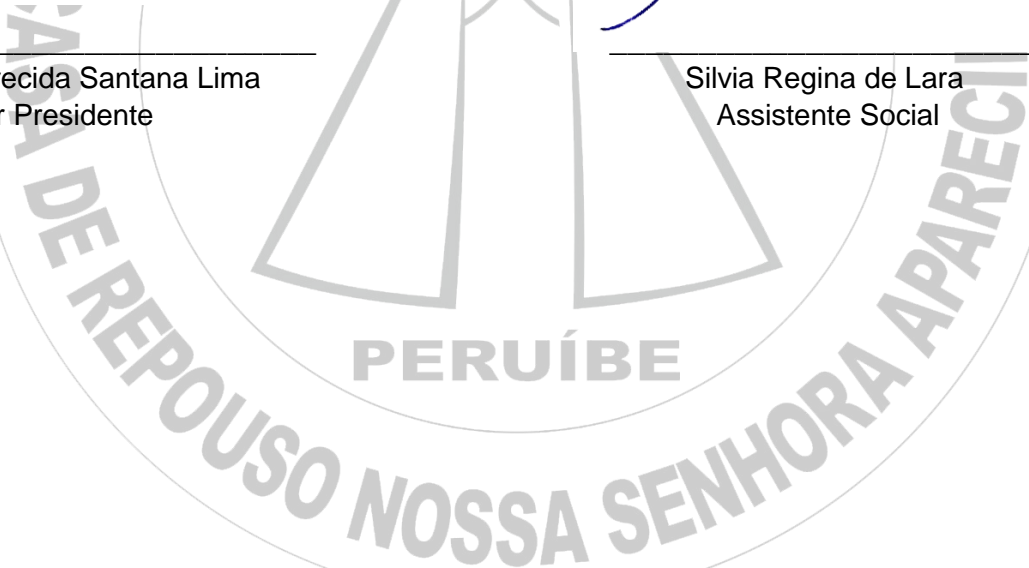 ecida Santana Lima
Silvia Regina de Lara
r Presidente
Assistente Social
PERUÍBE
CASA DE REPOUSO NOSSA SENHORA APARECI